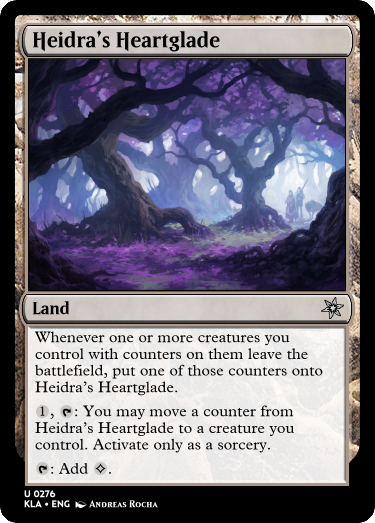 Heidra's Heartglade
Land
Whenever one or more creatures you
control with counters on them leave the
battlefield, put one of those counters onto
Heidra's Heartglade.
1, : You may move a counter from
Heidra's Heartglade to a creature you
control. Activate only as a sorcery.
: Add .
U 0276
KLA • ENG Andreas Rocha